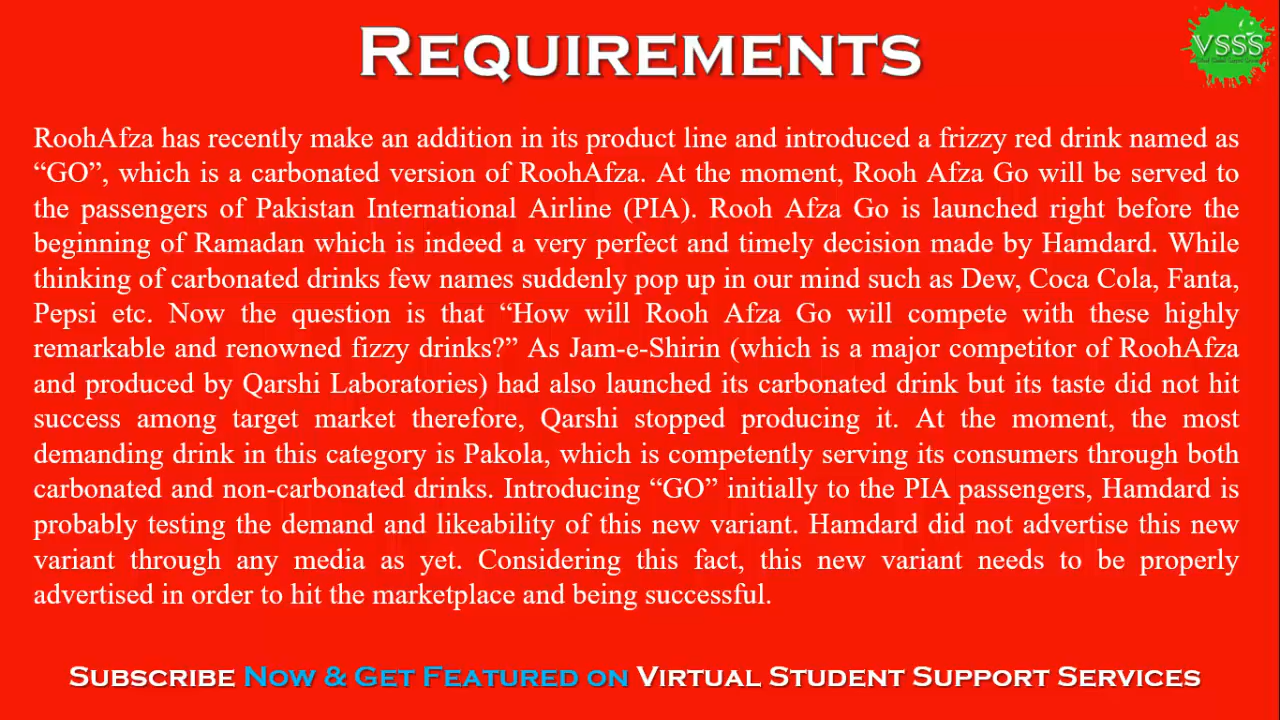 REQUIREMENTS
VSSS
RoohAfza has recently make an addition in its product line and introduced a frizzy red drink named as
“GO”, which is a carbonated version of RoohAfza. At the moment, Rooh Afza Go will be served to
the passengers of Pakistan International Airline (PIA). Rooh Afza Go is launched right before the
beginning of Ramadan which is indeed a very perfect and timely decision made by Hamdard. While
thinking of carbonated drinks few names suddenly pop up in our mind such as Dew, Coca Cola, Fanta,
Pepsi etc. Now the question is that “How will Rooh Afza Go will compete with these highly
remarkable and renowned fizzy drinks?” As Jam-e-Shirin (which is a major competitor of RoohAfza
and produced by Qarshi Laboratories) had also launched its carbonated drink but its taste did not hit
success among target market therefore, Qarshi stopped producing it. At the moment, the most
demanding drink in this category is Pakola, which is competently serving its consumers through both
carbonated and non-carbonated drinks. Introducing “GO” initially to the PIA passengers, Hamdard is
probably testing the demand and likeability of this new variant. Hamdard did not advertise this new
variant through any media as yet. Considering this fact, this new variant needs to be properly
advertised in order to hit the marketplace and being successful.
SUBSCRIBE NOW & GET FEATURED ON VIRTUAL STUDENT SUPPORT SERVICES